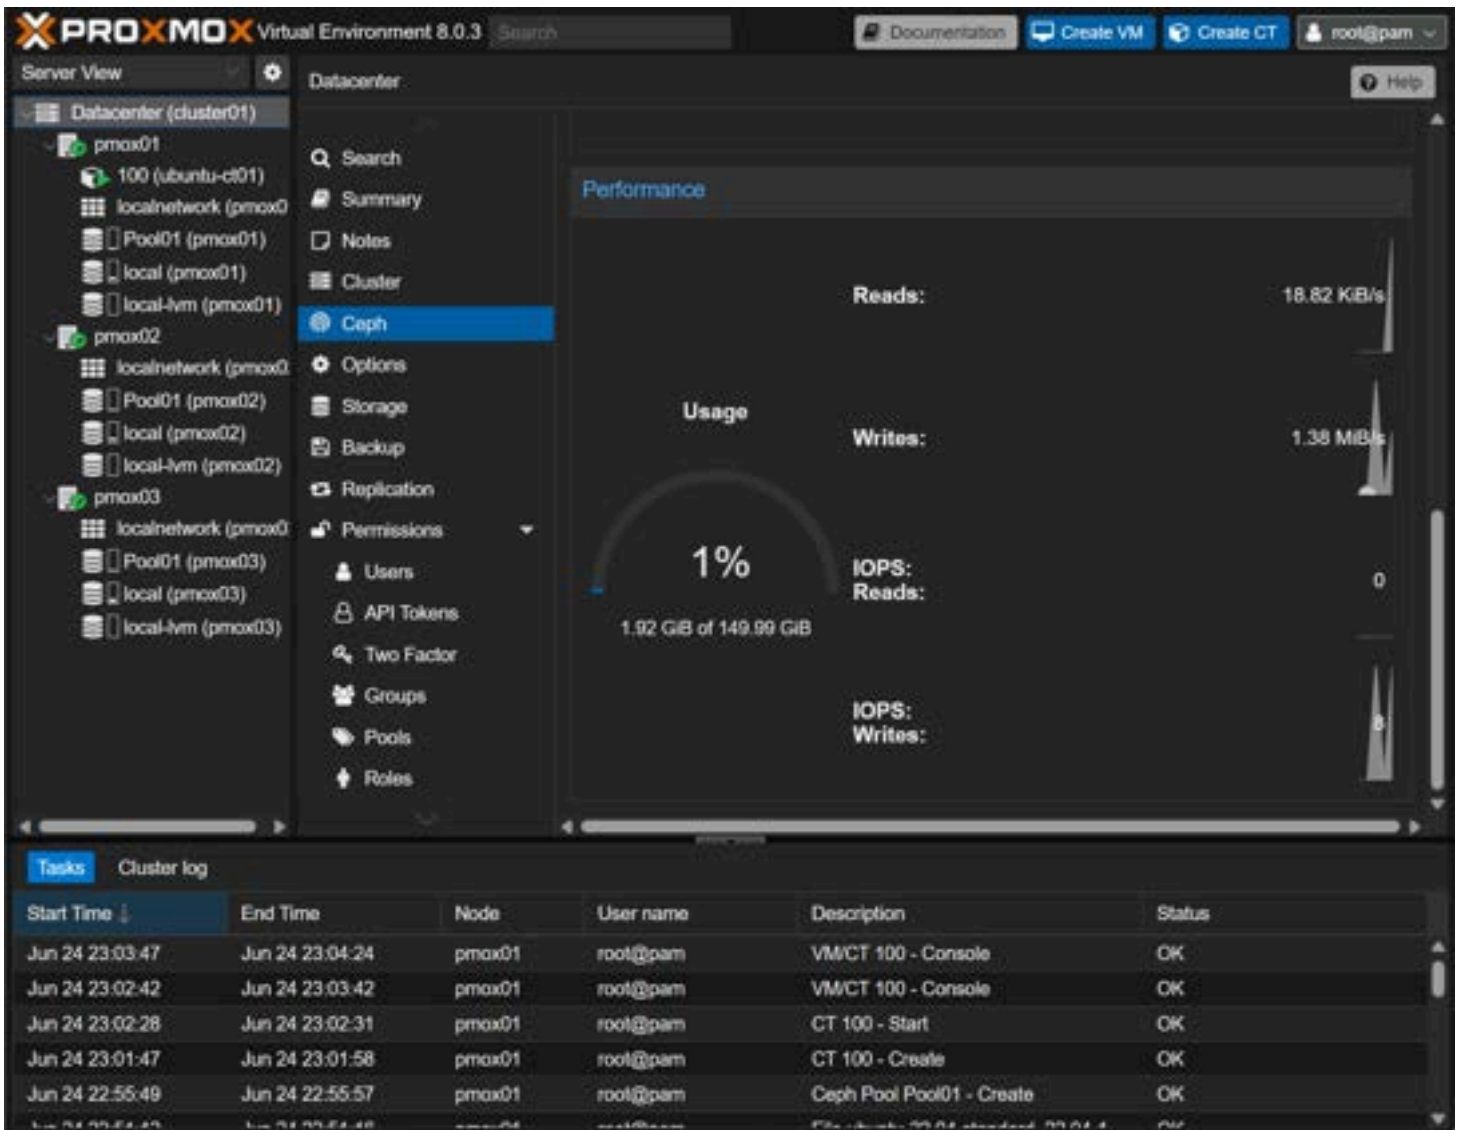 PROXMOX Virtual Environment 8.0.3 Search Documentation Create VM Create CT root@pam
Server View
Datacenter (cluster01)
pmox01
100 (ubuntu-ct01)
localnetwork (pmox0
Pool01 (pmox01)
local (pmox01)
local-lvm (pmox01)
pmox02
localnetwork (pmox0
Pool01 (pmox02)
local (pmox02)
local-lvm (pmox02)
pmox03
localnetwork (pmox0
Pool01 (pmox03)
local (pmox03)
local-lvm (pmox03)
Datacenter
Help
Search
Summary
Notes
Cluster
Ceph
Options
Storage
Backup
Replication
Permissions
Users
API Tokens
Two Factor
Groups
Pools
Roles
Performance
Usage
1%
1.92 GiB of 149.99 GiB
Reads: 18.82 KiB/s
Writes: 1.38 MiB/s
IOPS:
Reads: 0
IOPS:
Writes: 8
Tasks Cluster log
Start Time End Time Node User name Description Status
Jun 24 23:03:47 Jun 24 23:04:24 pmox01 root@pam VM/CT 100 - Console OK
Jun 24 23:02:42 Jun 24 23:03:42 pmox01 root@pam VM/CT 100 - Console OK
Jun 24 23:02:28 Jun 24 23:02:31 pmox01 root@pam CT 100 - Start OK
Jun 24 23:01:47 Jun 24 23:01:58 pmox01 root@pam CT 100 - Create OK
Jun 24 22:55:49 Jun 24 22:55:57 pmox01 root@pam Ceph Pool Pool01 - Create OK